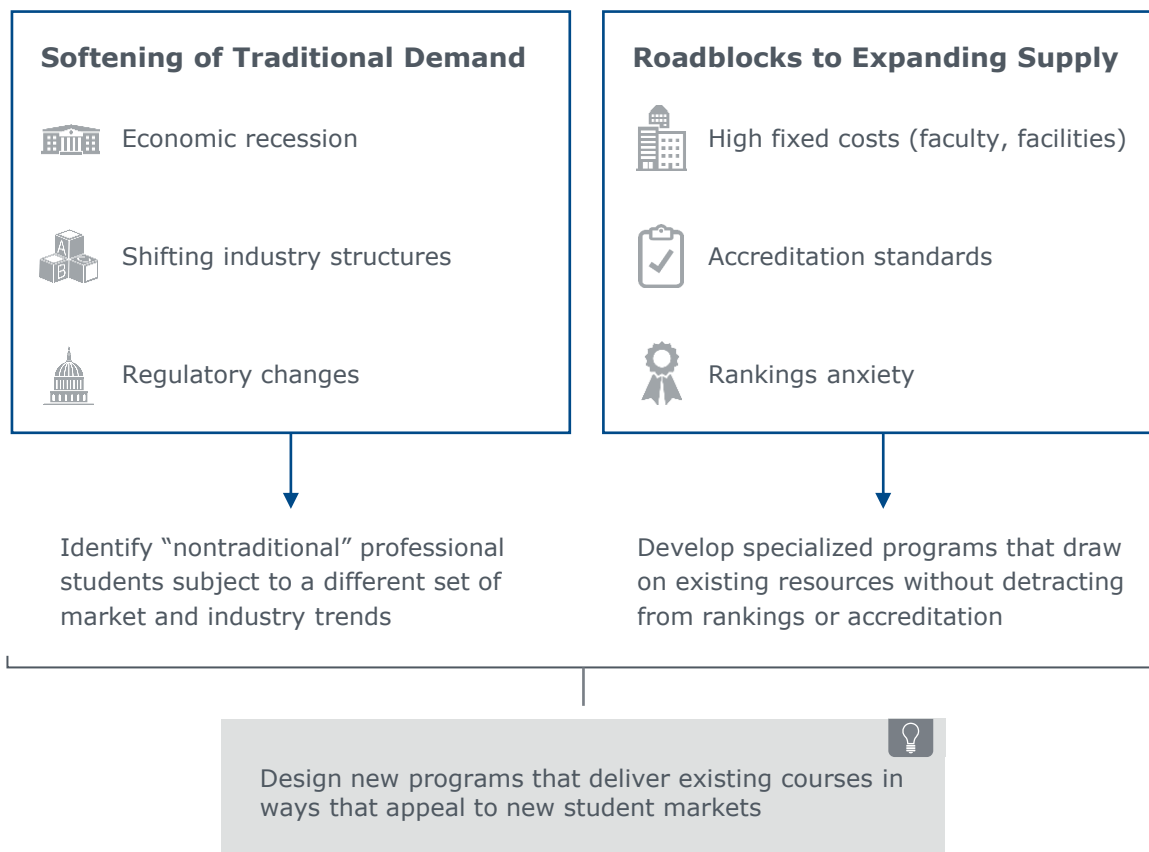 Softening of Traditional Demand
Economic recession
Shifting industry structures
A
B
Regulatory changes
Roadblocks to Expanding Supply
High fixed costs (faculty, facilities)
Accreditation standards
Rankings anxiety
Identify “nontraditional” professional
students subject to a different set of
market and industry trends
Develop specialized programs that draw
on existing resources without detracting
from rankings or accreditation
Design new programs that deliver existing courses in
ways that appeal to new student markets